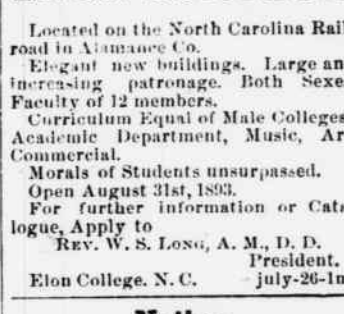 Located on the North Carolina Rail
road in Alamance Co.
Elegant new buildings. Large an
increasing patronage. Both Sexe
Faculty of 12 members.
Curriculum Equal of Male Colleges
Academic Department, Music, Ar
Commercial.
Morals of Students unsurpassed.
Open August 31st, 1893.
For further information or Cata
logue, Apply to
REV. W. S. LONG, A. M., D. D.
President.
Elon College, N. C. july-26-1m